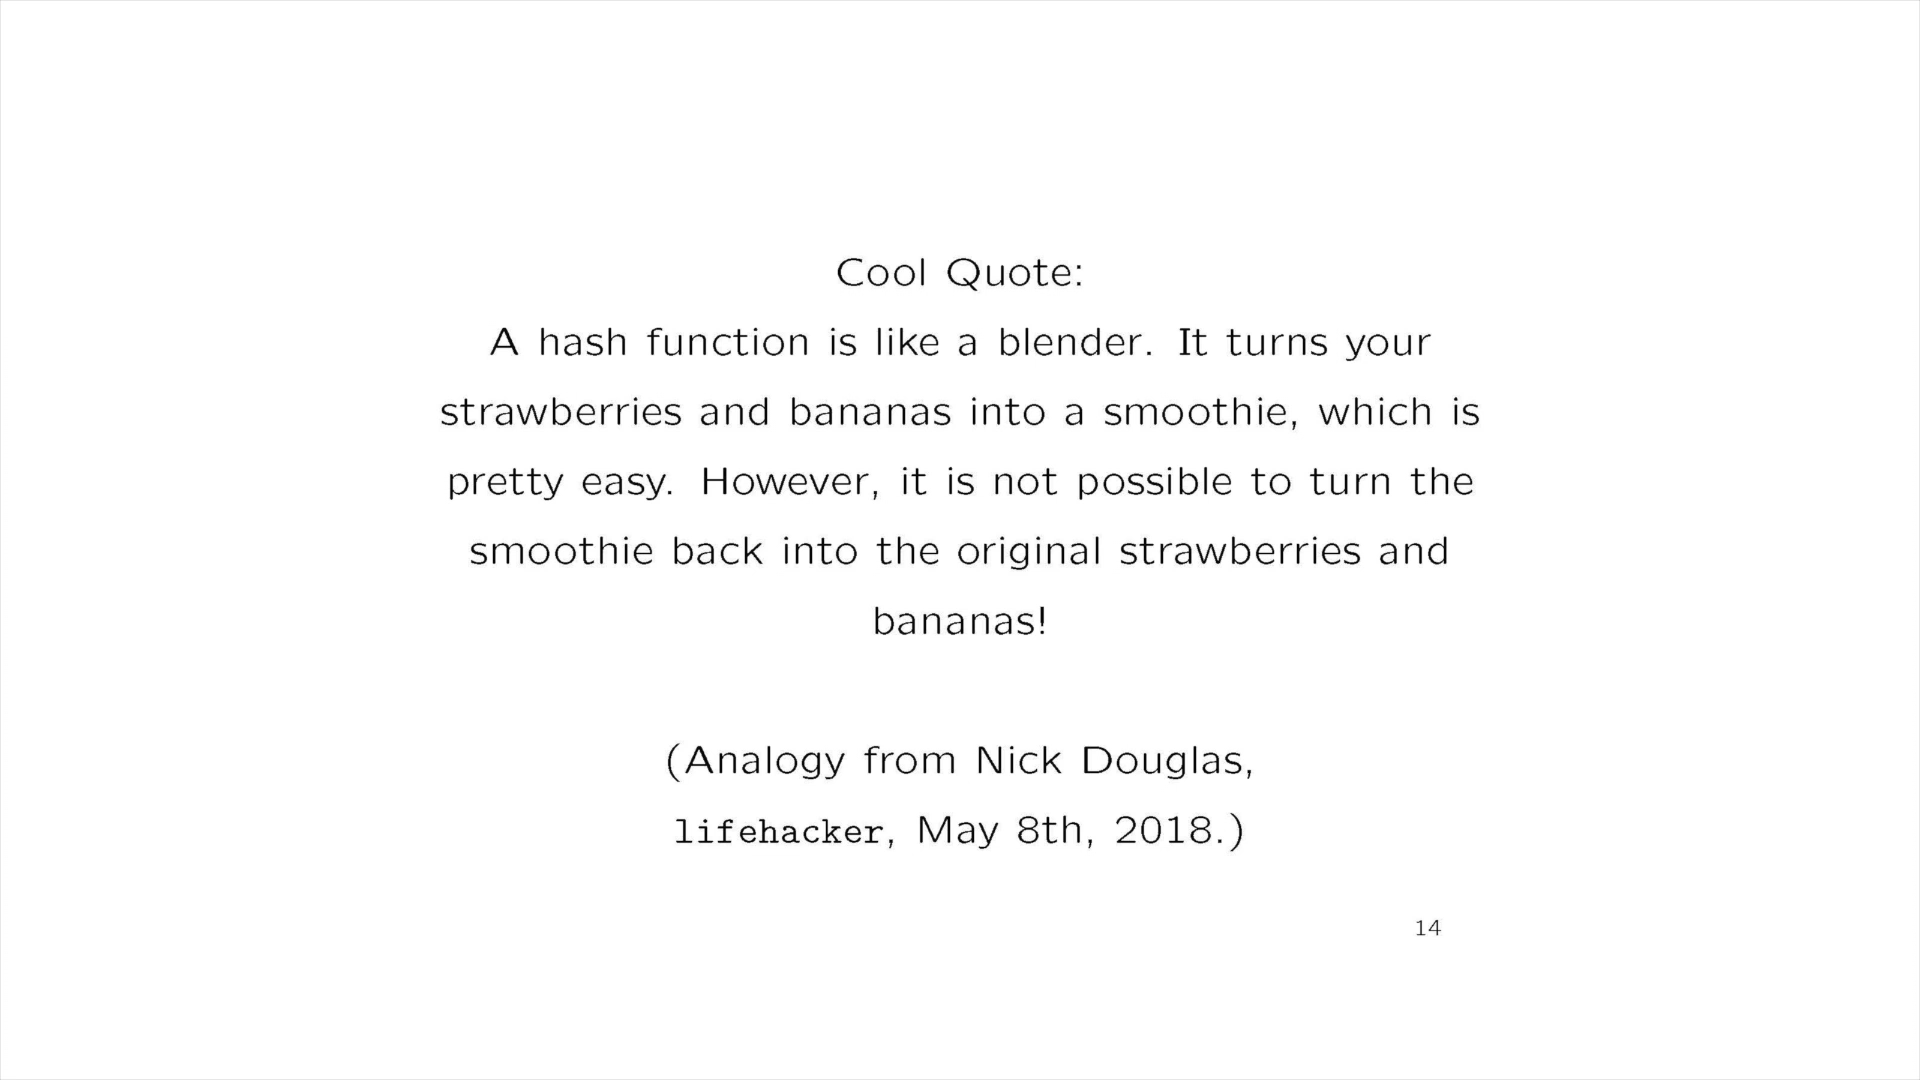 Cool Quote:
A hash function is like a blender. It turns your
strawberries and bananas into a smoothie, which is
pretty easy. However, it is not possible to turn the
smoothie back into the original strawberries and
bananas!
(Analogy from Nick Douglas,
lifehacker, May 8th, 2018.)
14